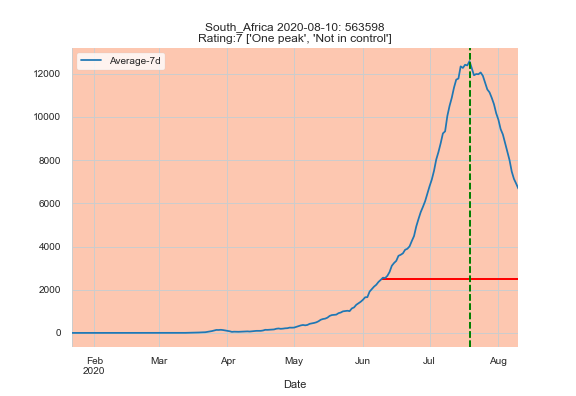 South_Africa 2020-08-10: 563598
Rating:7 ['One peak', 'Not in control']
Average-7d
12000
10000
8000
6000
4000
2000
0
Feb Mar Apr May Jun Jul Aug
2020
Date